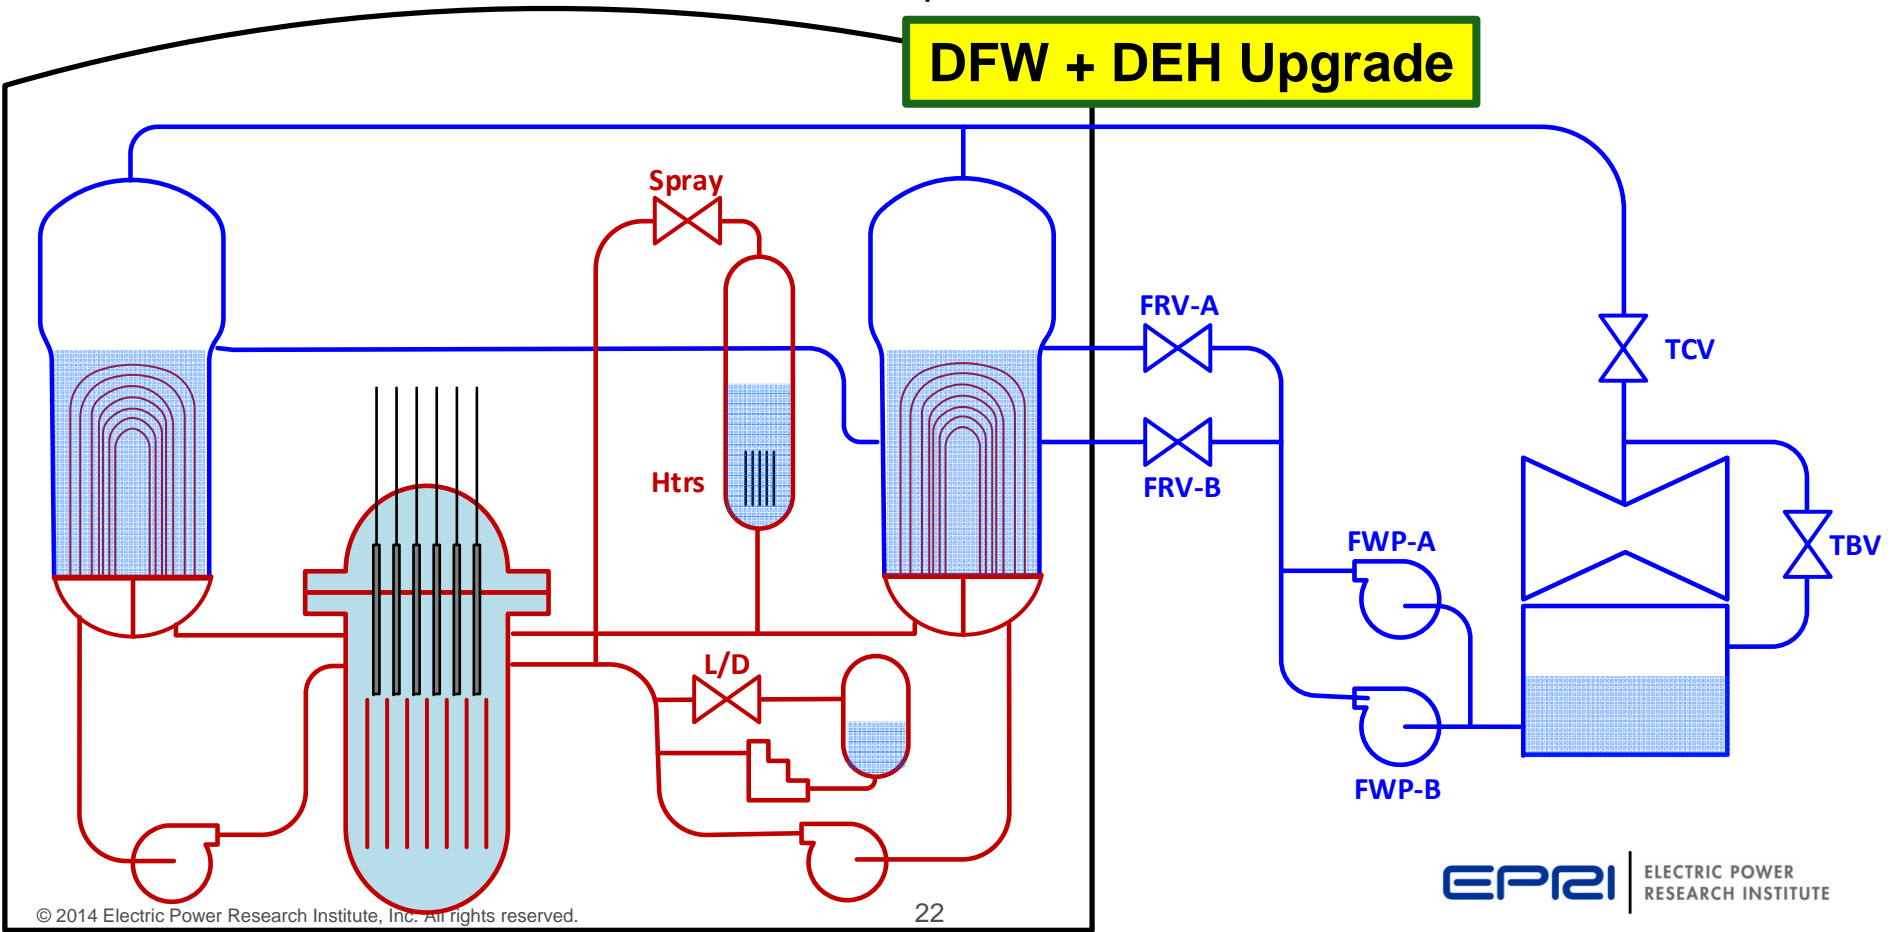 DFW + DEH Upgrade
Spray
FRV-A
TCV
Htrs
FRV-B
FWP-A
TBV
L/D
FWP-B
EPRI
ELECTRIC POWER
RESEARCH INSTITUTE
© 2014 Electric Power Research Institute, Inc. All rights reserved.
22